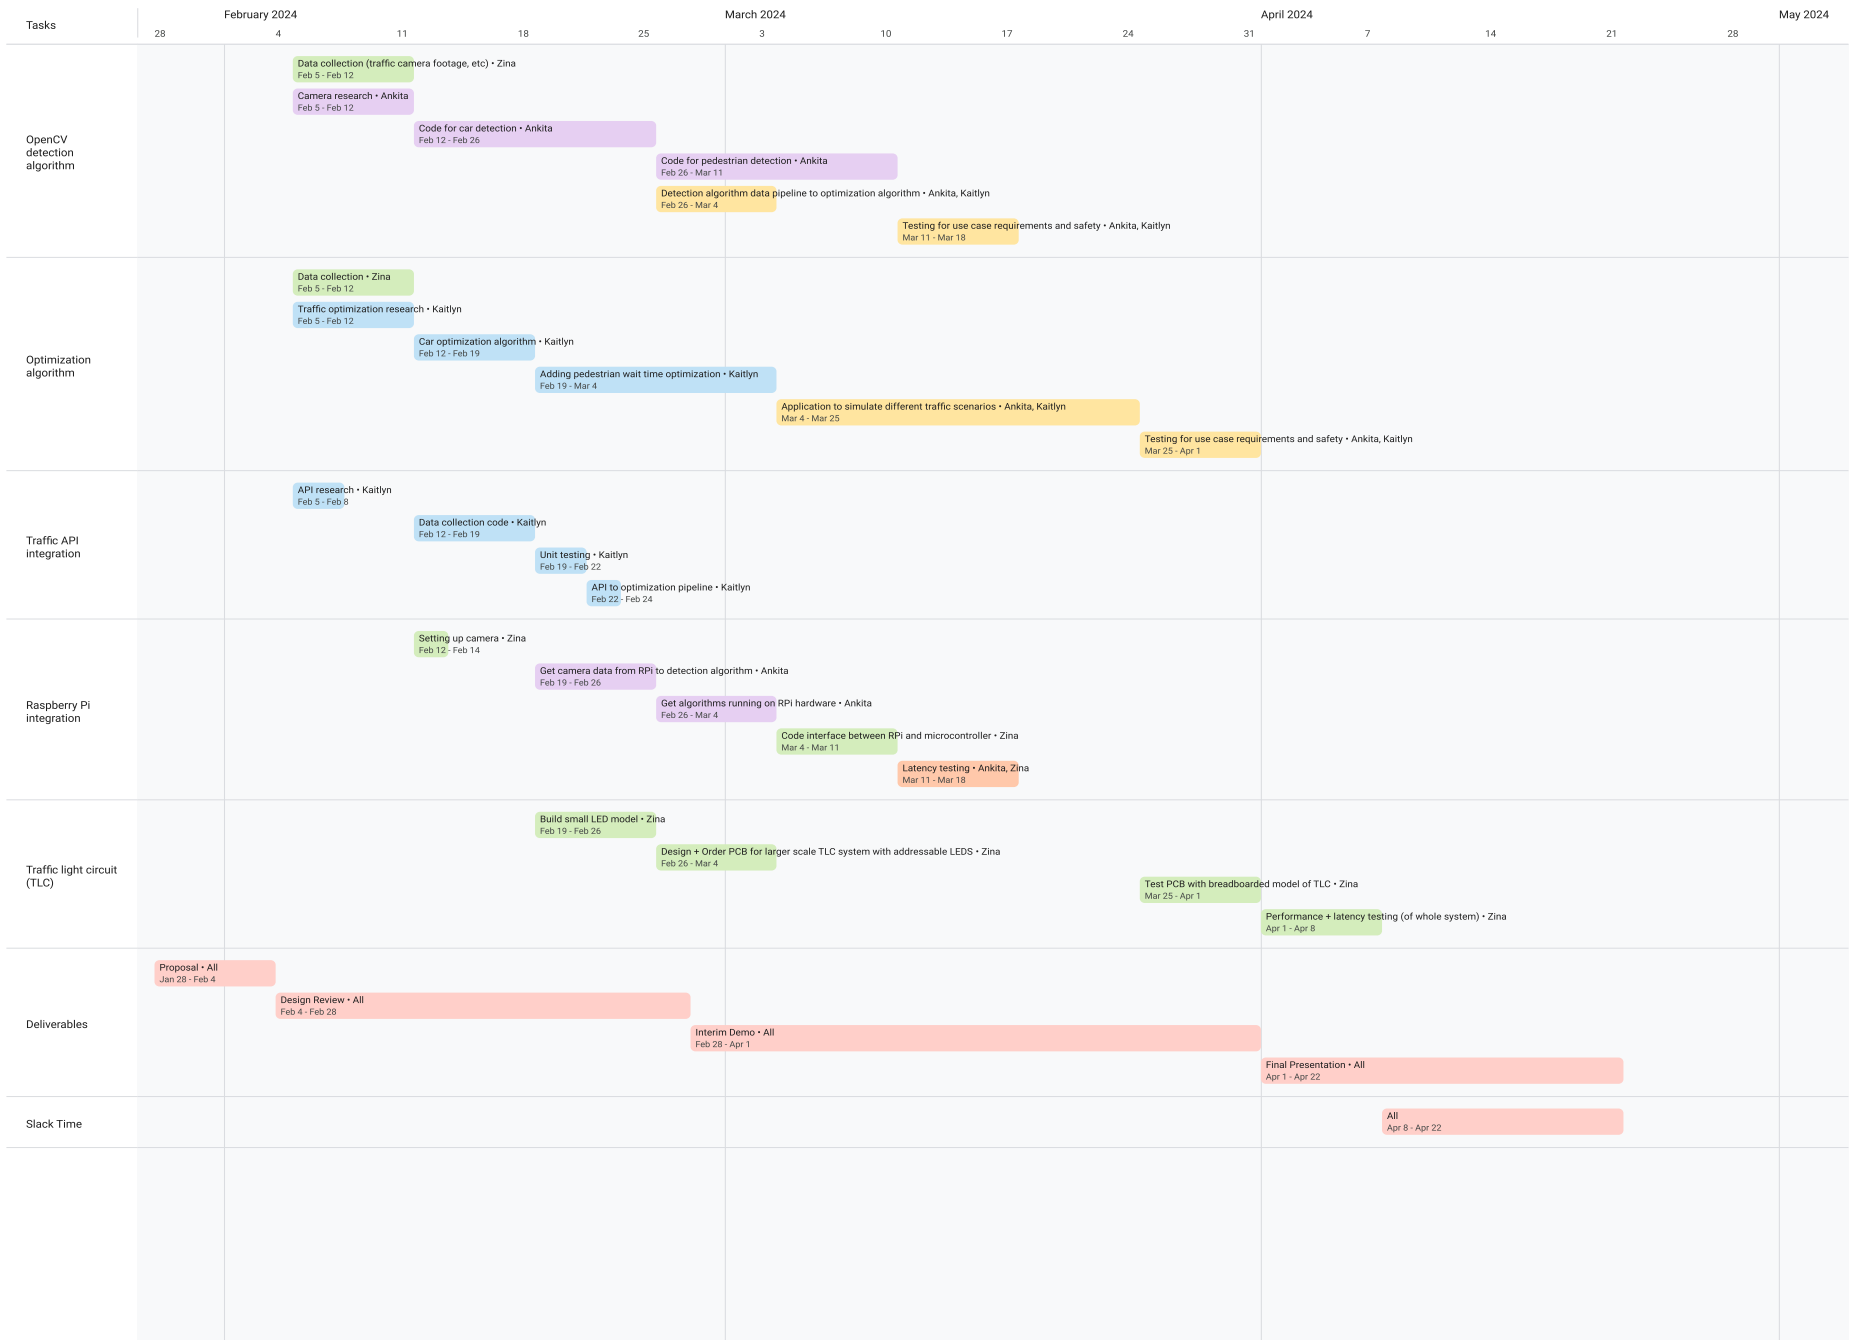 Tasks
February 2024
March 2024
April 2024
May 2024
28
4
11
18
25
3
10
17
24
31
7
14
21
28
OpenCV
detection
algorithm
Data collection (traffic camera footage, etc) • Zina
Feb 5 - Feb 12
Camera research • Ankita
Feb 5 - Feb 12
Code for car detection • Ankita
Feb 12 - Feb 26
Code for pedestrian detection • Ankita
Feb 26 - Mar 11
Detection algorithm data pipeline to optimization algorithm • Ankita, Kaitlyn
Feb 26 - Mar 4
Testing for use case requirements and safety • Ankita, Kaitlyn
Mar 11 - Mar 18
Optimization
algorithm
Data collection • Zina
Feb 5 - Feb 12
Traffic optimization research • Kaitlyn
Feb 5 - Feb 12
Car optimization algorithm • Kaitlyn
Feb 12 - Feb 19
Adding pedestrian wait time optimization • Kaitlyn
Feb 19 - Mar 4
Application to simulate different traffic scenarios • Ankita, Kaitlyn
Mar 4 - Mar 25
Testing for use case requirements and safety • Ankita, Kaitlyn
Mar 25 - Apr 1
Traffic API
integration
API research • Kaitlyn
Feb 5 - Feb 8
Data collection code • Kaitlyn
Feb 12 - Feb 19
Unit testing • Kaitlyn
Feb 19 - Feb 22
API to optimization pipeline • Kaitlyn
Feb 22 - Feb 24
Raspberry Pi
integration
Setting up camera • Zina
Feb 12 - Feb 14
Get camera data from RPi to detection algorithm • Ankita
Feb 19 - Feb 26
Get algorithms running on RPi hardware • Ankita
Feb 26 - Mar 4
Code interface between RPi and microcontroller • Zina
Mar 4 - Mar 11
Latency testing • Ankita, Zina
Mar 11 - Mar 18
Traffic light circuit
(TLC)
Build small LED model • Zina
Feb 19 - Feb 26
Design + Order PCB for larger scale TLC system with addressable LEDS • Zina
Feb 26 - Mar 4
Test PCB with breadboarded model of TLC • Zina
Mar 25 - Apr 1
Performance + latency testing (of whole system) • Zina
Apr 1 - Apr 8
Deliverables
Proposal • All
Jan 28 - Feb 4
Design Review • All
Feb 4 - Feb 28
Interim Demo • All
Feb 28 - Apr 1
Final Presentation • All
Apr 1 - Apr 22
Slack Time
All
Apr 8 - Apr 22